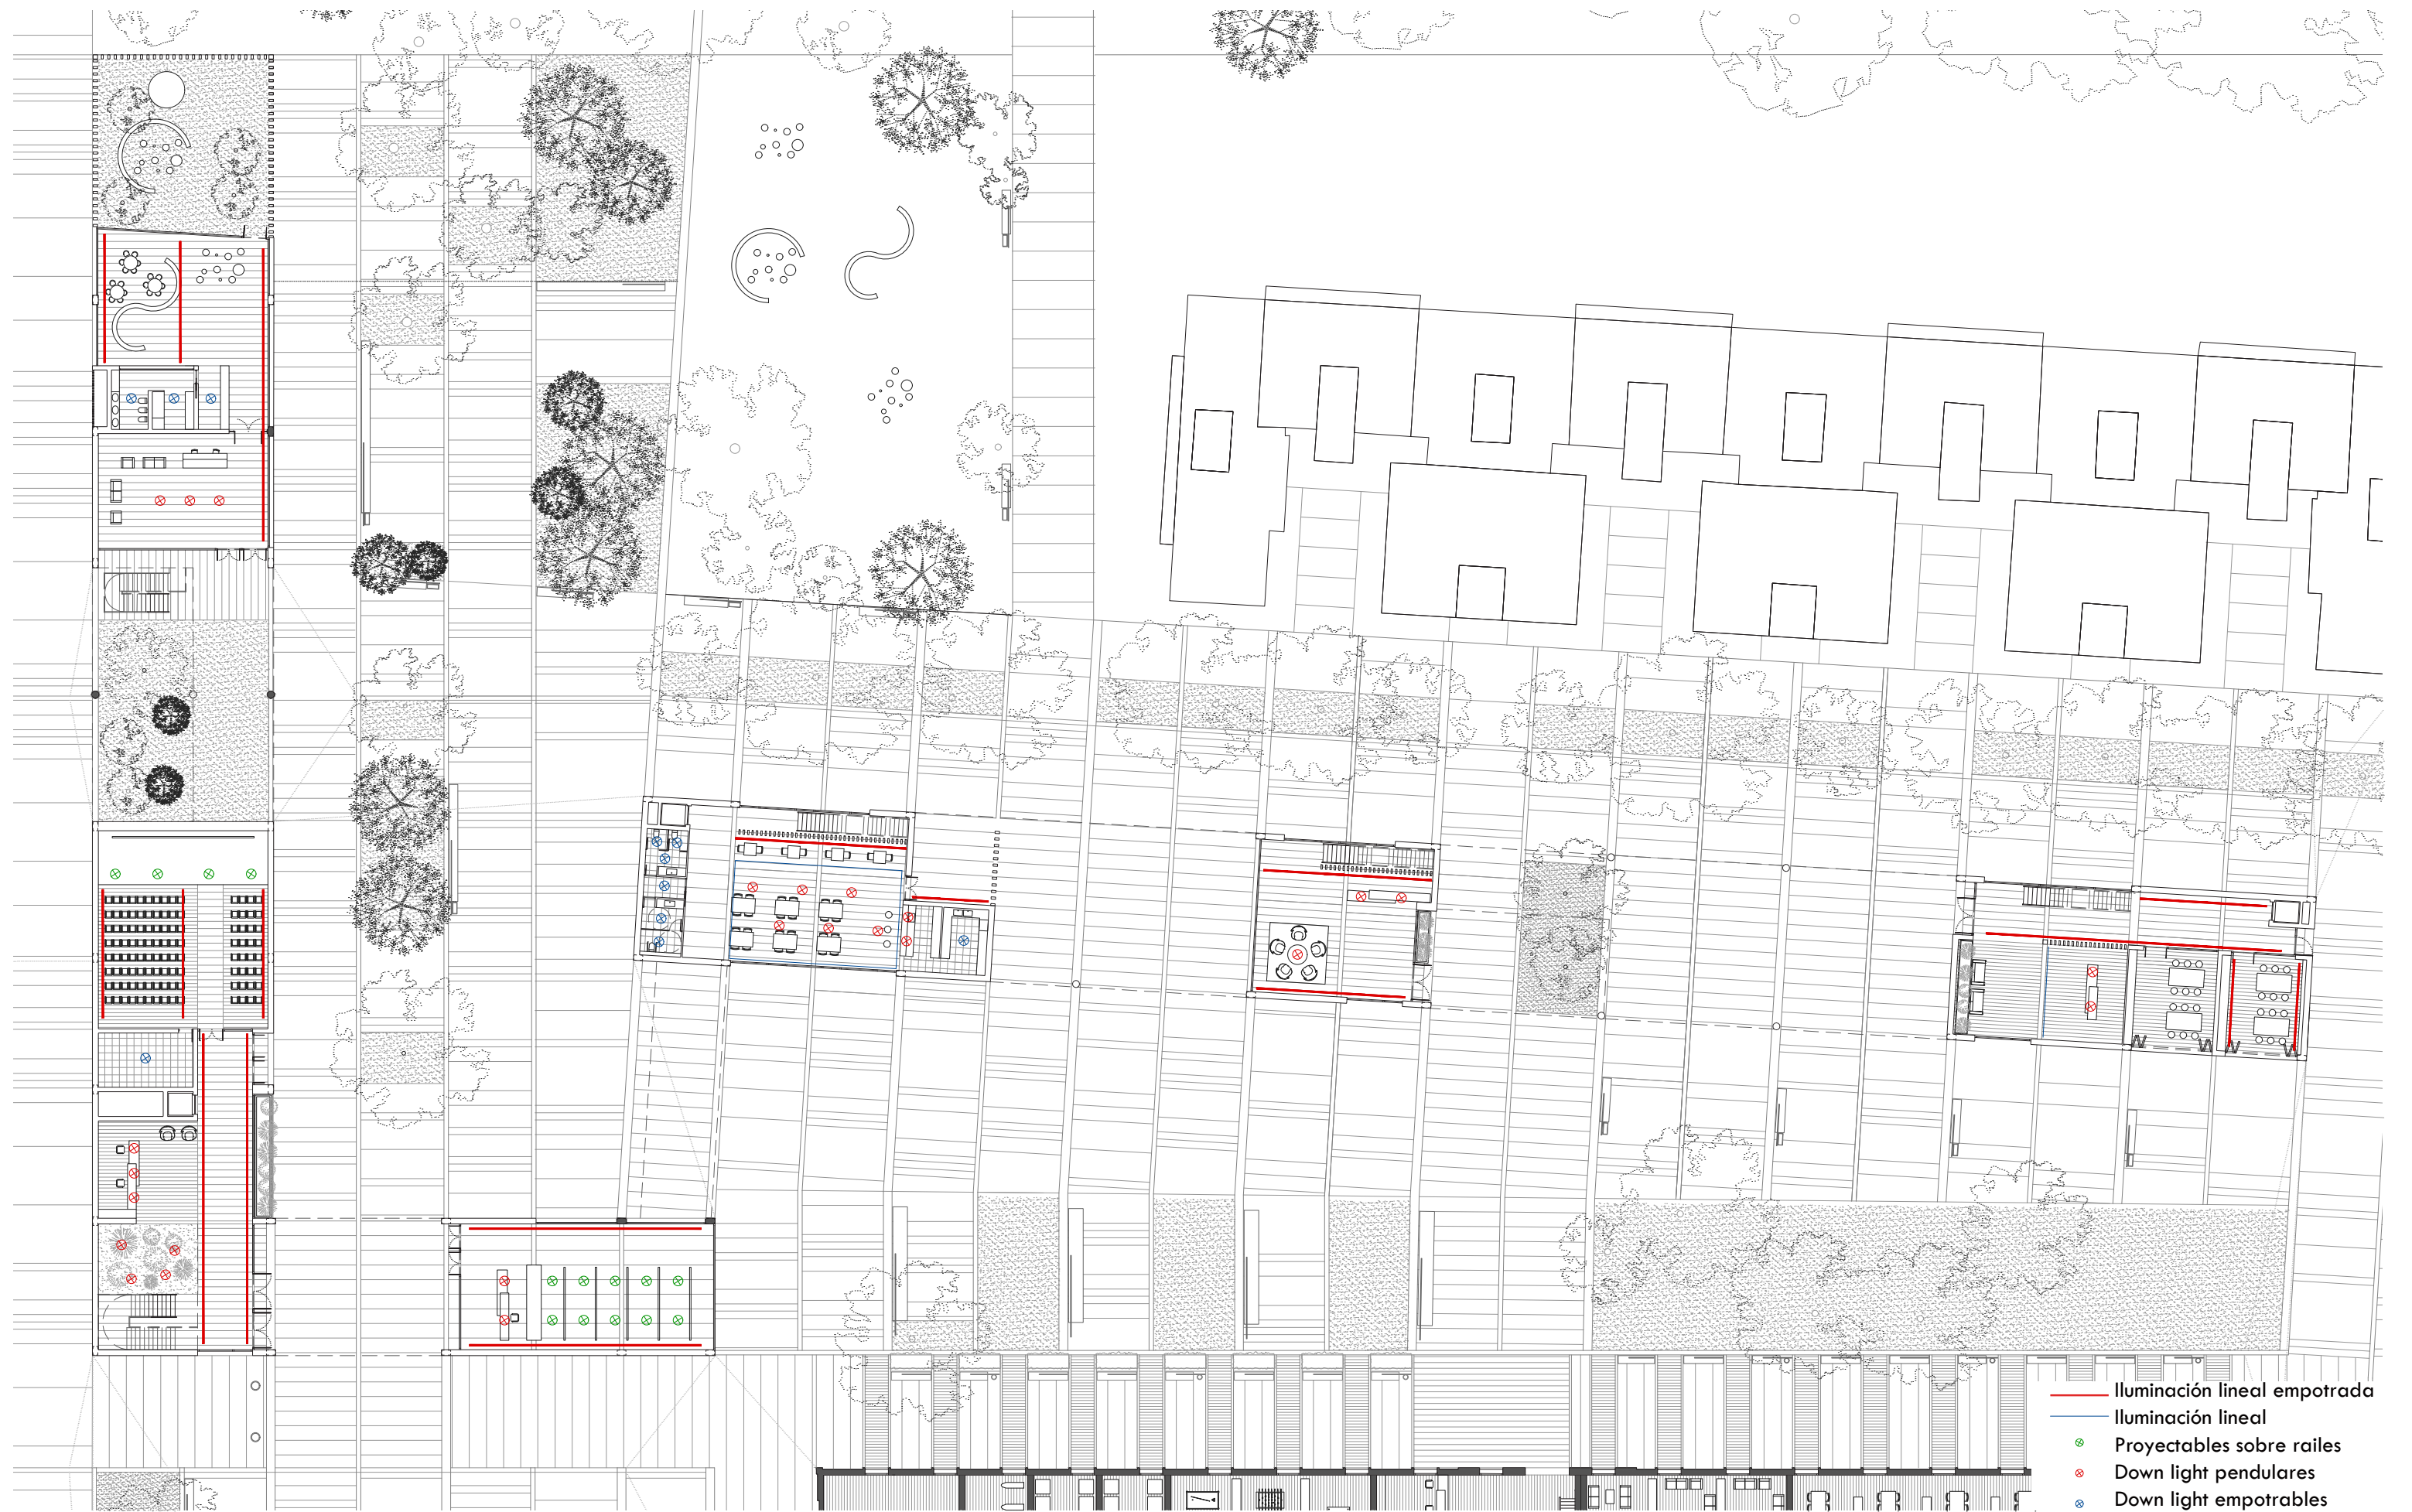 Iluminación lineal empotrada
Iluminación lineal
Proyectables sobre railes
Down light pendulares
Down light empotrables